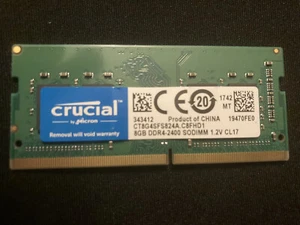 crucial
by Micron
Removal will void warranty
20
1742
MT
343412 Product of CHINA 19470FE0
CT8G4SFS824A.C8FHD1
8GB DDR4-2400 SODIMM 1.2V CL17